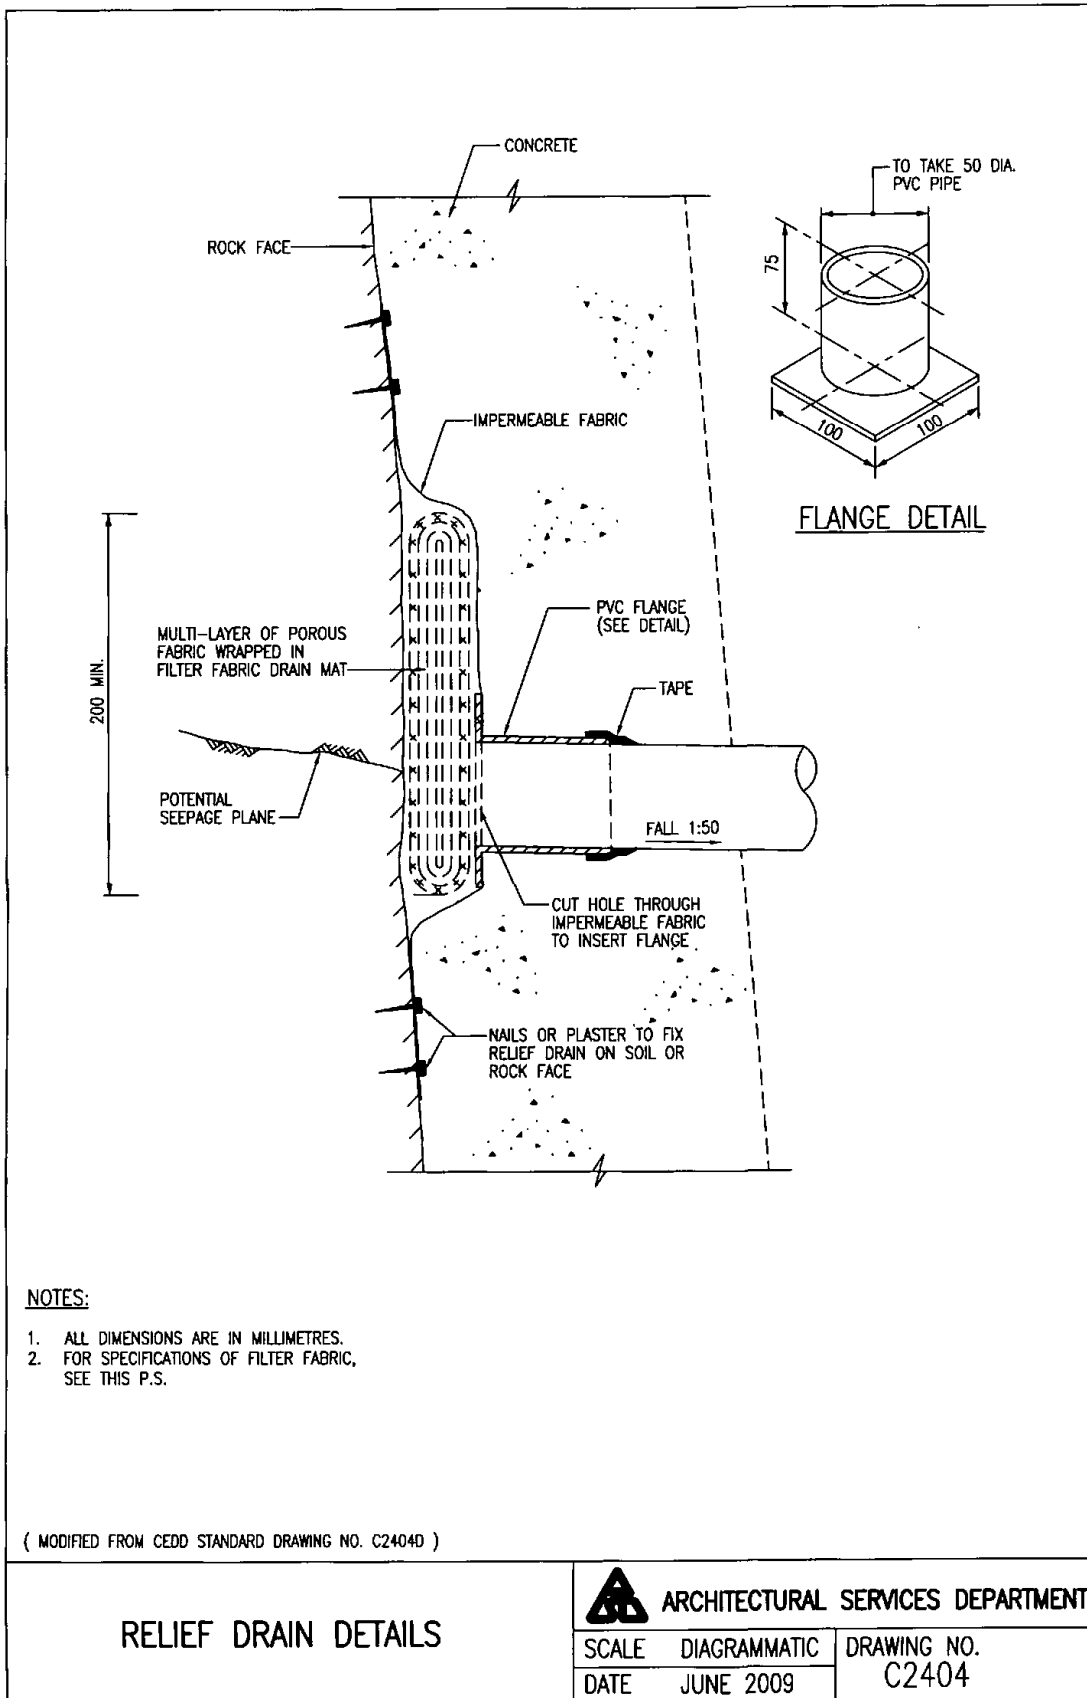 CONCRETE
TO TAKE 50 DIA.
PVC PIPE
ROCK FACE
75
IMPERMEABLE FABRIC
100
100
FLANGE DETAIL
PVC FLANGE
(SEE DETAIL)
MULTI-LAYER OF POROUS
FABRIC WRAPPED IN
FILTER FABRIC DRAIN MAT
200 MIN.
TAPE
POTENTIAL
SEEPAGE PLANE
FALL 1:50
CUT HOLE THROUGH
IMPERMEABLE FABRIC
TO INSERT FLANGE
NAILS OR PLASTER TO FIX
RELIEF DRAIN ON SOIL OR
ROCK FACE
NOTES:
1. ALL DIMENSIONS ARE IN MILLIMETRES.
2. FOR SPECIFICATIONS OF FILTER FABRIC,
SEE THIS P.S.
( MODIFIED FROM CEDD STANDARD DRAWING NO. C2404D )
RELIEF DRAIN DETAILS
ARCHITECTURAL SERVICES DEPARTMENT
SCALE DIAGRAMMATIC
DRAWING NO.
C2404
DATE JUNE 2009